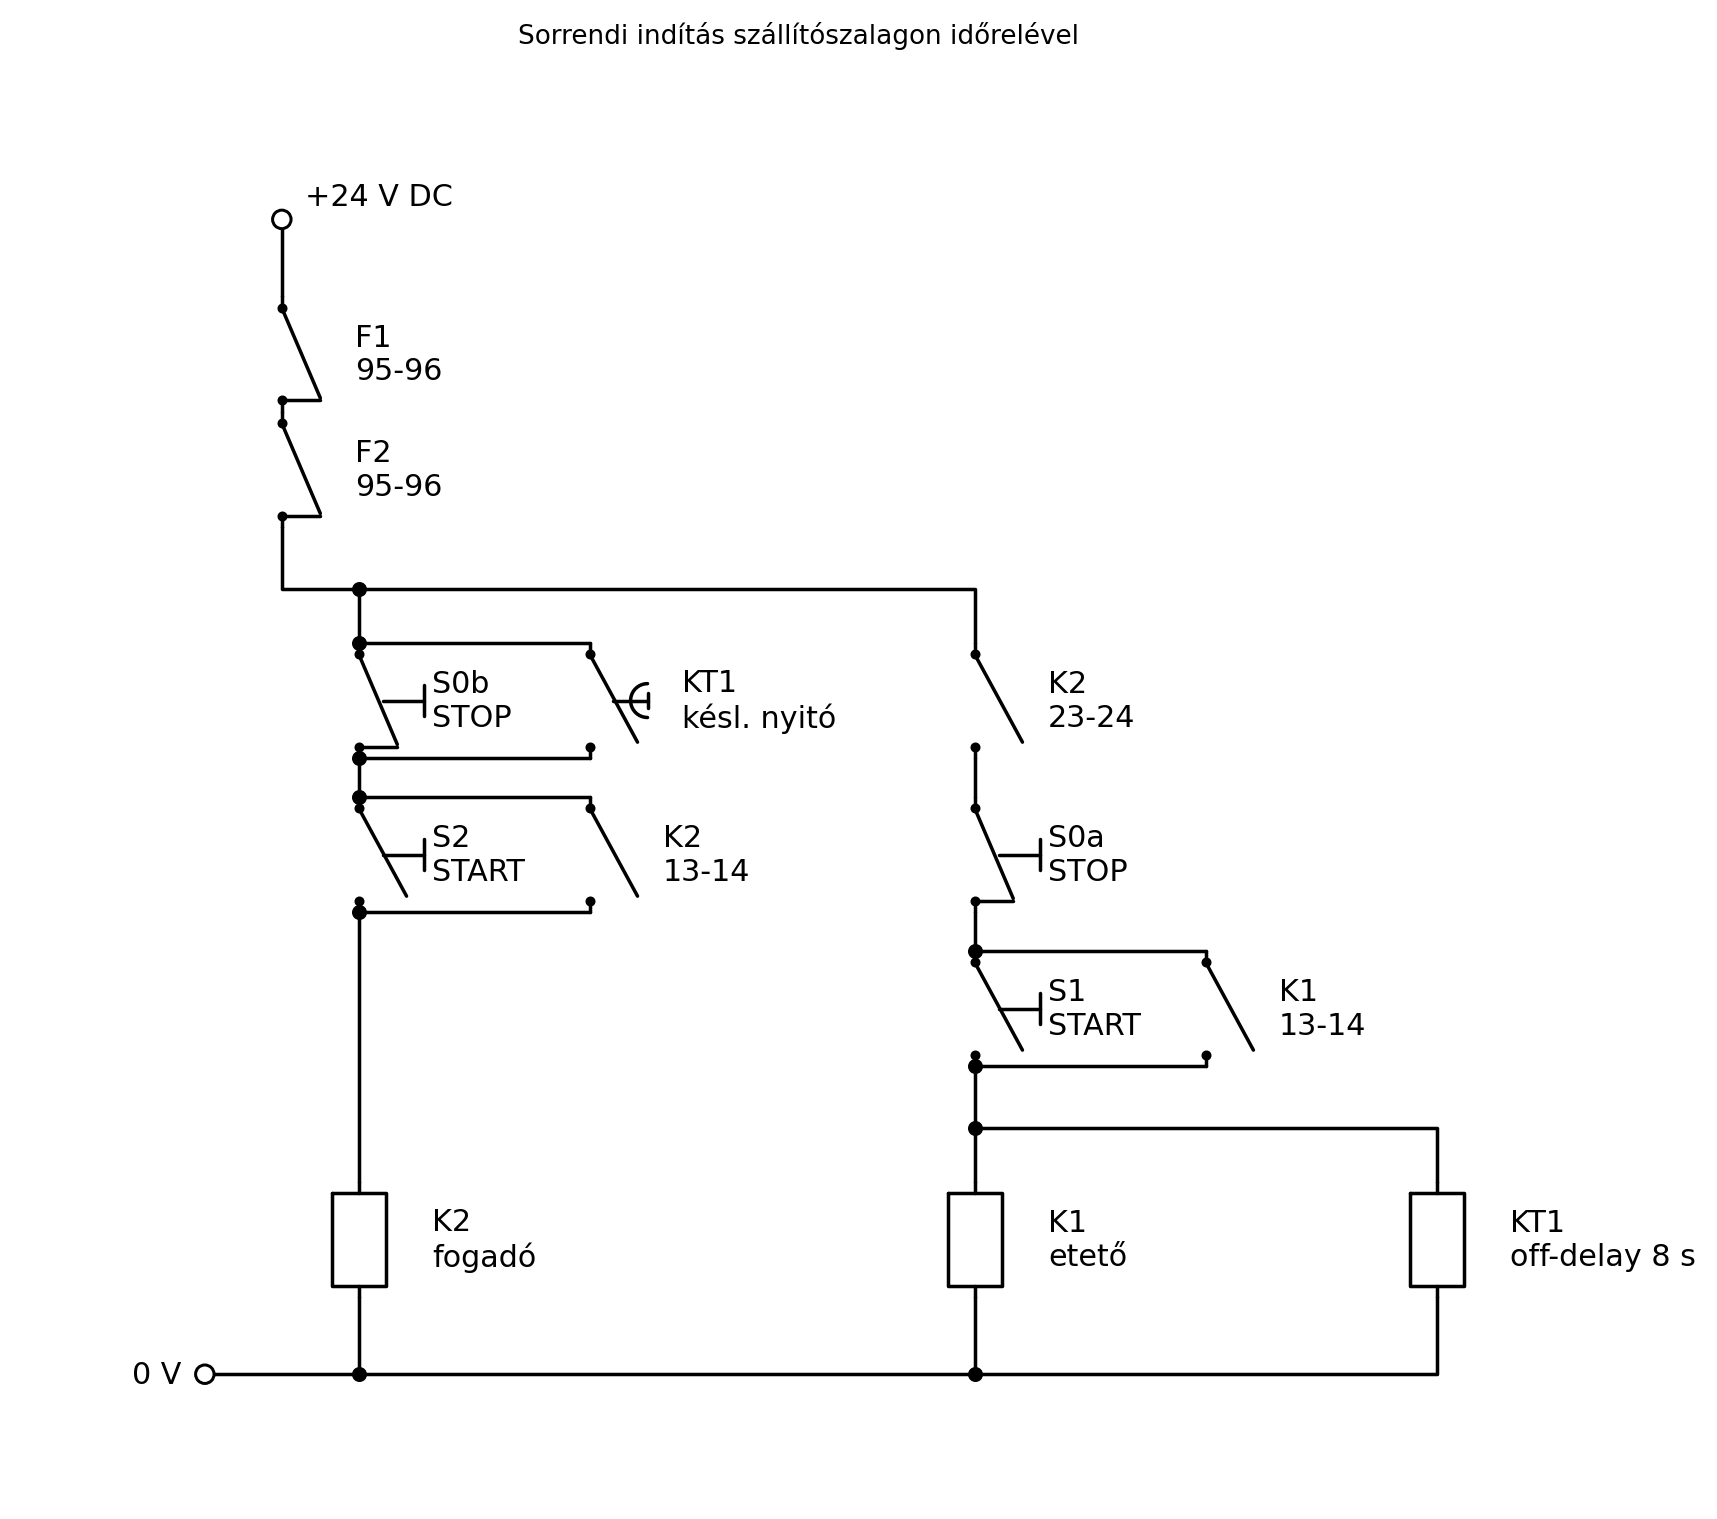 Sorrendi indítás szállítószalagon időrelével
+24 V DC
F1
95-96
F2
95-96
S0b
STOP
KT1
késl. nyitó
K2
23-24
S2
START
K2
13-14
S0a
STOP
S1
START
K1
13-14
K2
fogadó
K1
etető
KT1
off-delay 8 s
0 V